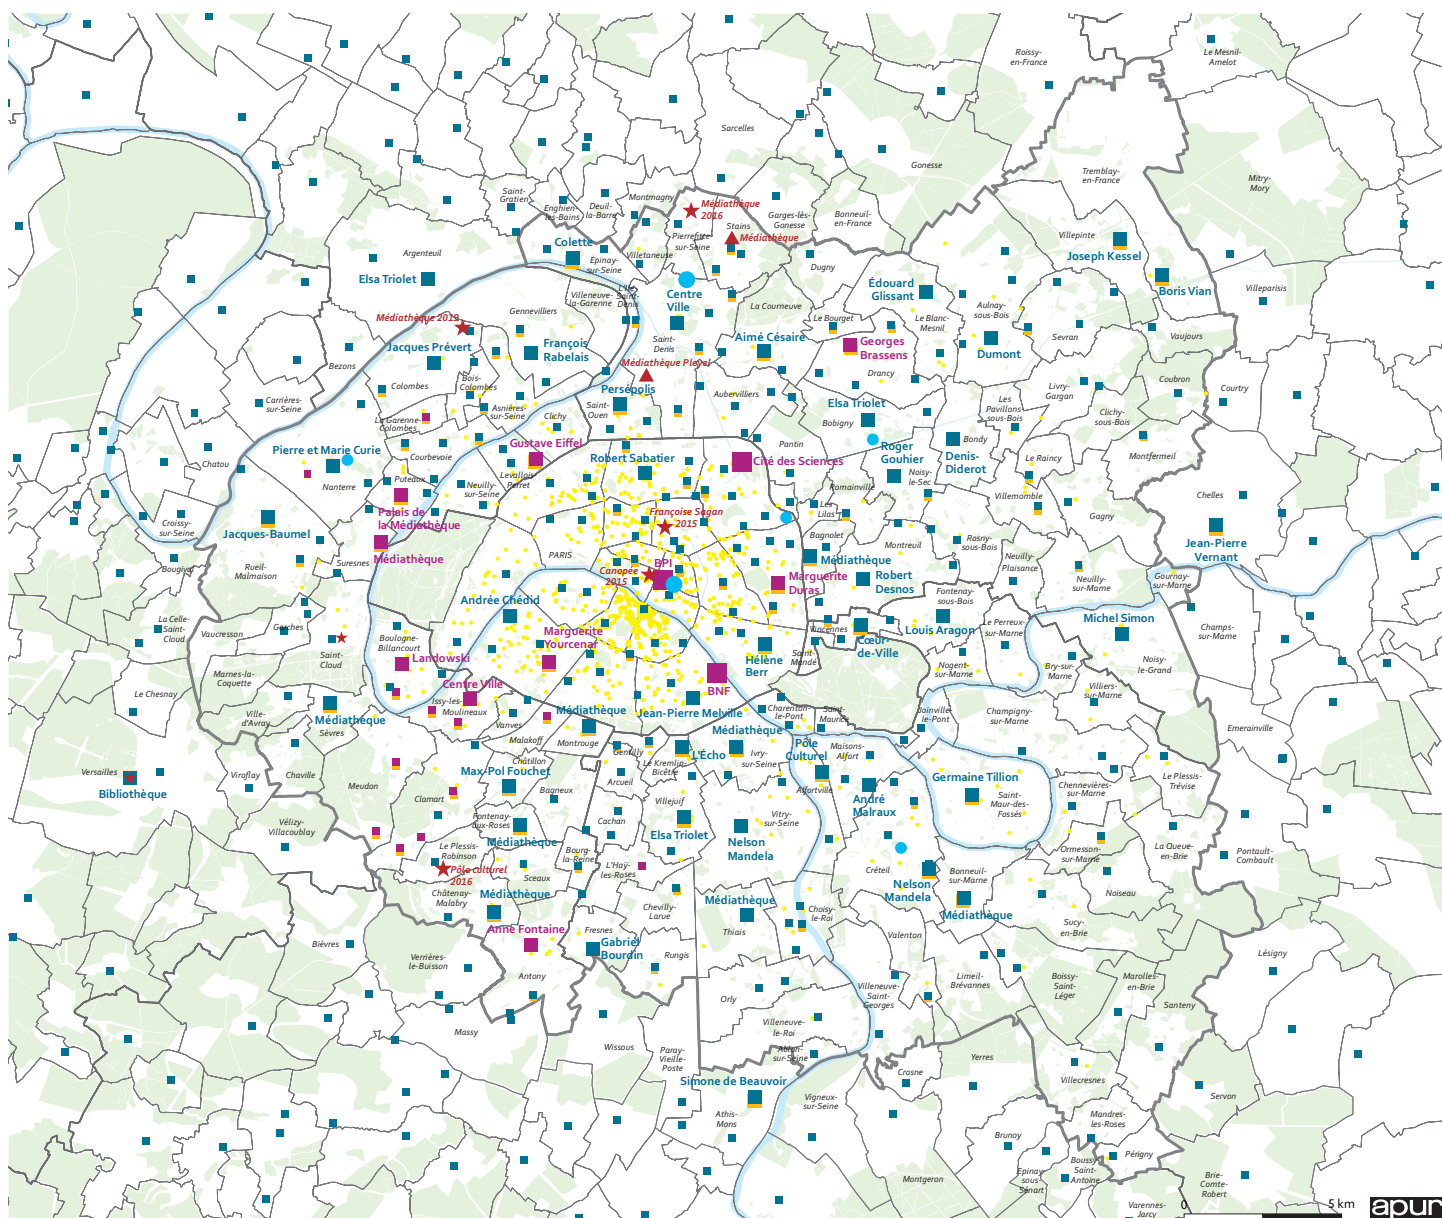 Roissy-
en-France
Le Mesnil-
Amelot
Sarcelles
Gonesse
Tremblay-
en-France
Mitry-
Mory
Saint-
Gratien
Enghien-
les-Bains
Deuil-
la-Barre
Montmagny
Médiathèque
2016
Garges-lès-
Gonesse
Bonneuil-
en-France
Stains
Médiathèque
Pierrefitte
sur-Seine
Villepinte
Joseph Kessel
Argenteuil
Colette
Epinay-
sur-Seine
Villetaneuse
Dugny
Elsa Triolet
Édouard
Glissant
Boris Vian
Villeparisis
L'Ile-
Saint-
Denis
Villeneuve-
la-Garenne
Centre
Ville
La Courneuve
Le Bourget
Le Blanc-
Mesnil
Aulnay-
sous-Bois
Médiathèque 2019
Gennevilliers
Saint-
Denis
Aimé Césaire
Georges
Brassens
Dumont
Sevran
Vaujours
Jacques Prévert
François
Rabelais
Bezons
Médiathèque Pleyel
Drancy
Coubron
Courtry
Colombes
Bois-
Colombes
Persépolis
Aubervilliers
Livry-
Gargan
Carrières-
sur-Seine
La Garenne-
Colombes
Asnières-
sur-Seine
Clichy
Saint-
Ouen
Elsa Triolet
Bobigny
Les
Pavillons-
sous-Bois
Clichy-
sous-Bois
Gustave Eiffel
Pantin
Roger
Gouhier
Bondy
Denis-
Diderot
Montfermeil
Pierre et Marie Curie
Courbevoie
Robert Sabatier
Cité des Sciences
Chatou
Nanterre
Puteaux
Neuilly-
sur-Seine
Levallois
Perret
Romainville
Noisy-
le-Sec
Le Raincy
Villemomble
Chelles
Palais de
la Médiathèque
Françoise Sagan
2015
Les
Lilas
Gagny
Croissy-
sur-Seine
Jacques-Baumel
Bagnolet
Rosny-
sous-Bois
Jean-Pierre
Vernant
Médiathèque
PARIS
BPI
Montreuil
Bougival
Rueil-
Malmaison
Suresnes
Canopée
2015
Médiathèque
Neuilly-
Plaisance
Neuilly-
sur-Marne
Gournay-
sur-Marne
Marguerite
Duras
Robert
Desnos
Andrée Chédid
Fontenay-
sous-Bois
La Celle-
Saint-
Cloud
Vaucresson
Garches
Boulogne-
Billancourt
Marguerite
Yourcenar
Vincennes
Louis Aragon
Le Perreux-
sur-Marne
Michel Simon
Champs-
sur-Marne
Cœur-
de-Ville
Saint-
Cloud
Landowski
Hélène
Berr
Saint-
Mandé
Nogent-
sur-Marne
Bry-sur-
Marne
Noisy-
le-Grand
Marnes-la-
Coquette
Le Chesnay
Centre Ville
BNF
Villiers-
sur-Marne
Ville-
d'Avray
Médiathèque
Sèvres
Issy-les-
Moulineaux
Vanves
Médiathèque
Jean-Pierre Melville
Charenton-
le-Pont
Saint-
Maurice
Joinville-
le-Pont
Champigny-
sur-Marne
Emerainville
Malakoff
Montrouge
Gentilly
L'Écho
Médiathèque
Ivry-
sur-Seine
Pôle
Culturel
Maisons-
Alfort
Versailles
Bibliothèque
Viroflay
Chaville
Meudon
Châtillon
Max-Pol Fouchet
Bagneux
Arcueil
Le Kremlin-
Bicêtre
Alfortville
André
Malraux
Germaine Tillion
Saint-
Maur-des-
Fossés
Chennevières-
sur-Marne
Le Plessis-
Trévise
Clamart
Villejuif
Vélizy-
Villacoublay
Fontenay-
aux-Roses
Médiathèque
Cachan
Elsa Triolet
Nelson
Mandela
Vitry-
sur-Seine
Le Plessis-
Robinson
Bourg-
la-Reine
Ormesson-
sur-Marne
La Queue-
en-Brie
Pontault-
Combault
Pôle culturel
2016
Sceaux
L'Haÿ-
les-Roses
Créteil
Bonneuil-
sur-Marne
Nelson
Mandela
Noiseau
Châtenay-
Malabry
Médiathèque
Chevilly-
Larue
Médiathèque
Choisy-
le-Roi
Médiathèque
Sucy-
en-Brie
Anne Fontaine
Fresnes
Gabriel
Bourdin
Thiais
Valenton
Bièvres
Verrières-
le-Buisson
Rungis
Lésigny
Antony
Limeil-
Brévannes
Boissy-
Saint-
Léger
Marolles-
en-Brie
Orly
Villeneuve-
Saint-
Georges
Santeny
Massy
Villeneuve-
le-Roi
Wissous
Paray-
Vieille-
Poste
Ablon-
sur-Seine
Yerres
Crosne
Villecresnes
Simone de Beauvoir
Servon
Athis-
Mons
Vigneux-
sur-Seine
Mandres-
les-Roses
Brunoy
Périgny
Epinay-
sous-
Sénart
Boussy-
Saint-
Antoine
Montgeron
Brie-
Comte-
Robert
Varennes-
Jarcy
0
5 km
apur